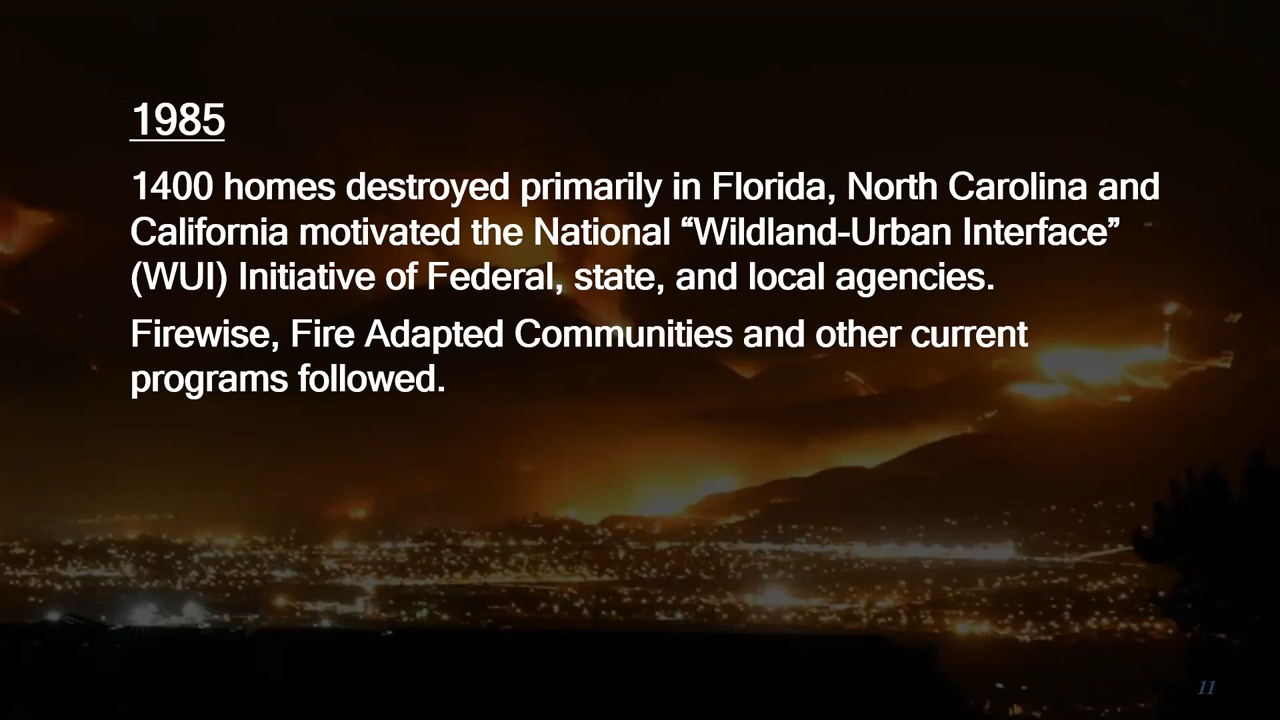 1985
1400 homes destroyed primarily in Florida, North Carolina and
California motivated the National “Wildland-Urban Interface”
(WUI) Initiative of Federal, state, and local agencies.
Firewise, Fire Adapted Communities and other current
programs followed.
11